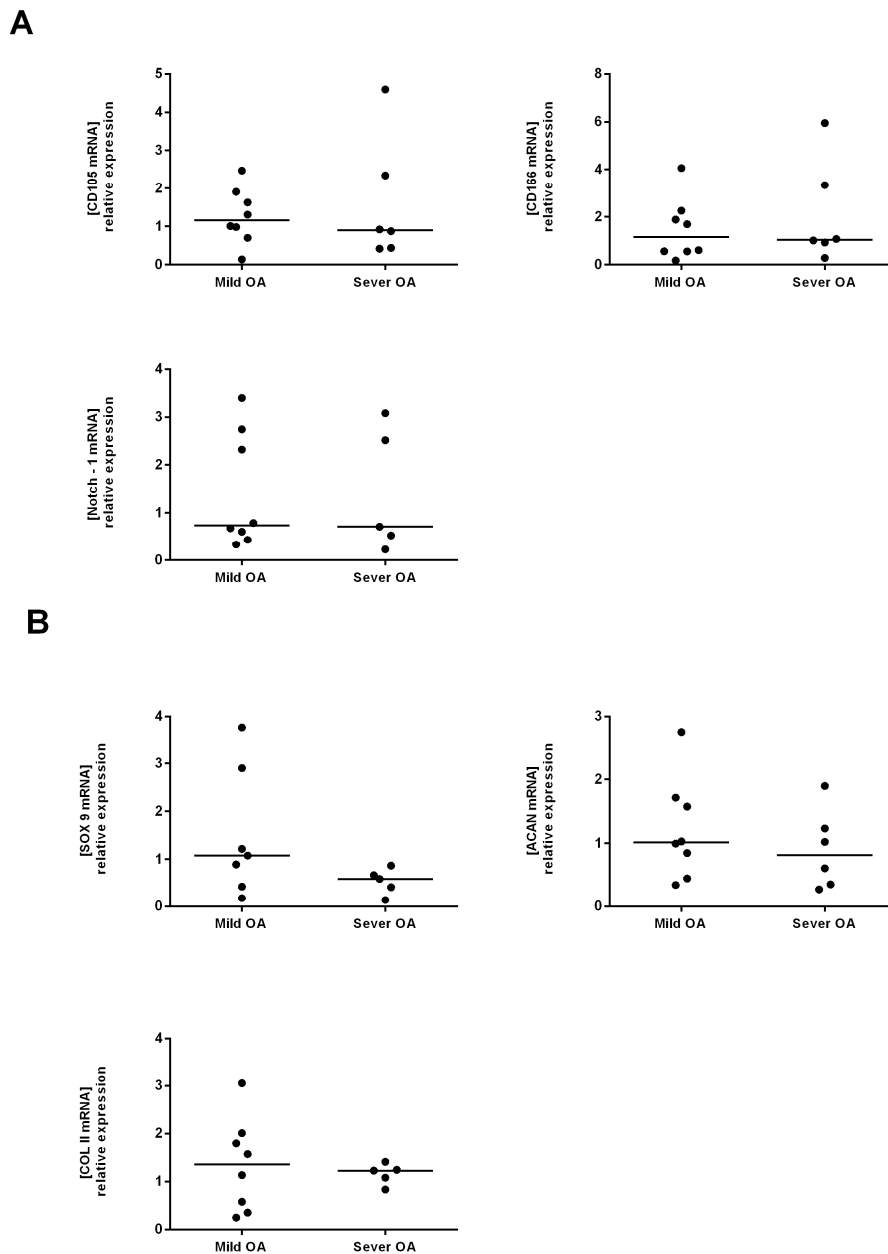 A
[CD105 mRNA]
relative expression
5
4
3
2
1
0
Mild OA
Sever OA
[CD166 mRNA]
relative expression
8
6
4
2
0
Mild OA
Sever OA
[Notch - 1 mRNA]
relative expression
4
3
2
1
0
Mild OA
Sever OA
B
[SOX 9 mRNA]
relative expression
4
3
2
1
0
Mild OA
Sever OA
[ACAN mRNA]
relative expression
3
2
1
0
Mild OA
Sever OA
[COL II mRNA]
relative expression
4
3
2
1
0
Mild OA
Sever OA